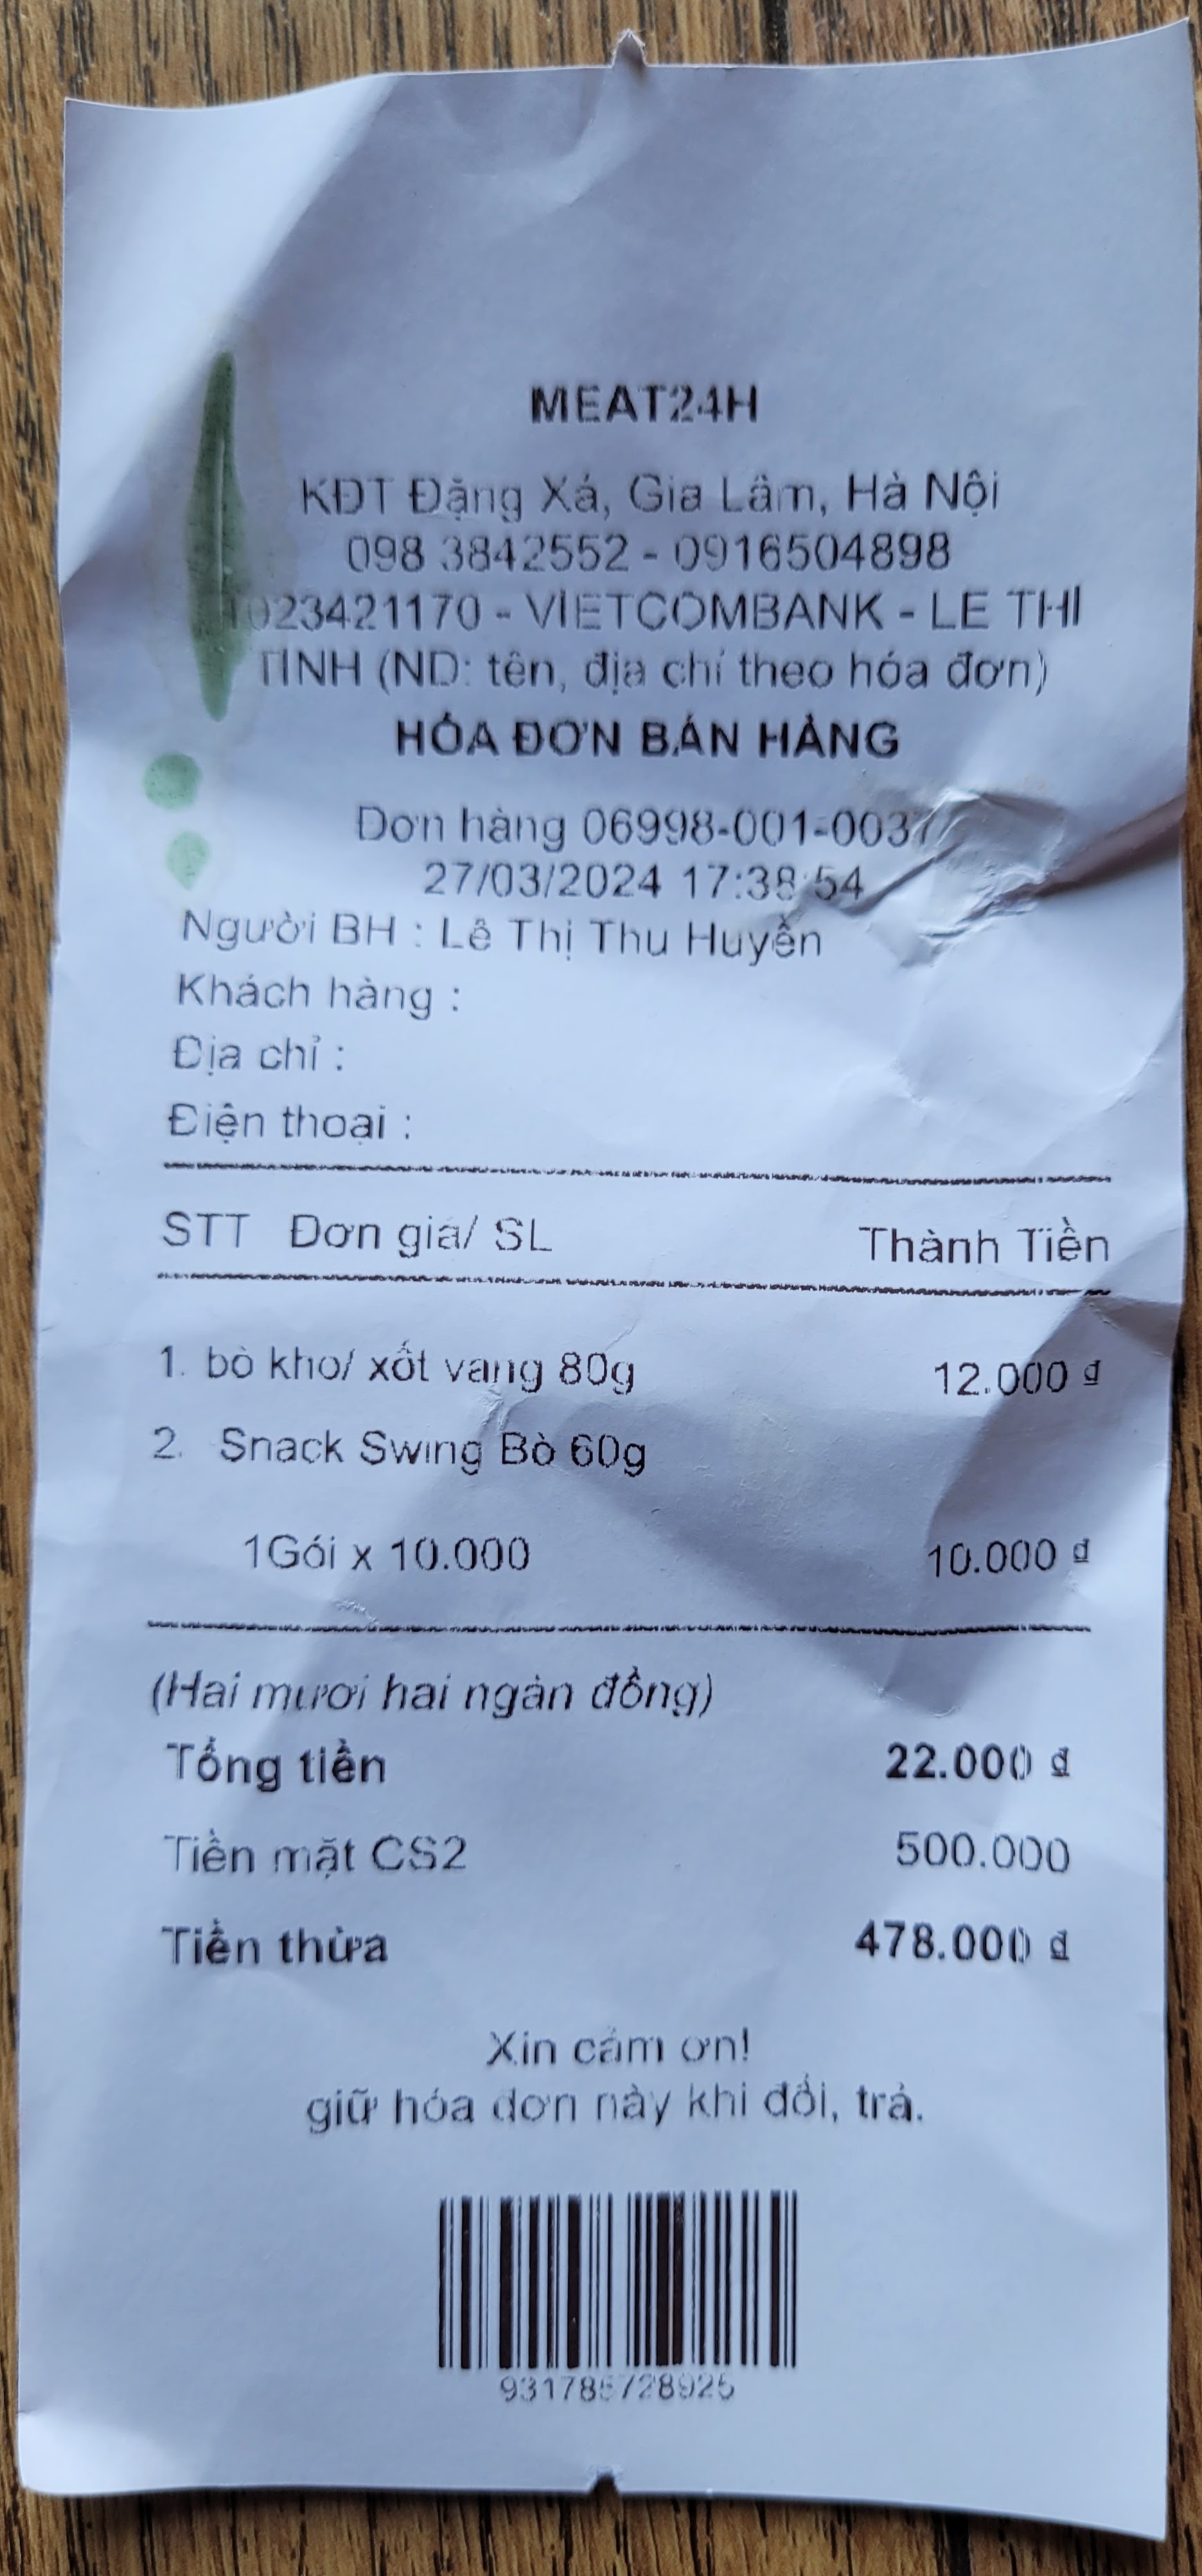 MEAT24H
KĐT Đặng Xá, Gia Lâm, Hà Nội
098 3842552 - 0916504898
1023421170 - VIETCOMBANK - LE THI
TINH (ND: tên, địa chỉ theo hóa đơn)
HÓA ĐƠN BÁN HÀNG
Đơn hàng 06998-001-0037
27/03/2024 17:38:54
Người BH : Lê Thị Thu Huyền
Khách hàng :
Địa chỉ :
Điện thoại :
STT Đơn giá/ SL Thành Tiền
1. bò kho/ xốt vang 80g 12.000 đ
2. Snack Swing Bò 60g
1Gói x 10.000 10.000 đ
(Hai mươi hai ngàn đồng)
Tổng tiền 22.000 đ
Tiền mặt CS2 500.000
Tiền thừa 478.000 đ
Xin cảm ơn!
giữ hóa đơn này khi đổi, trả.
931785728925